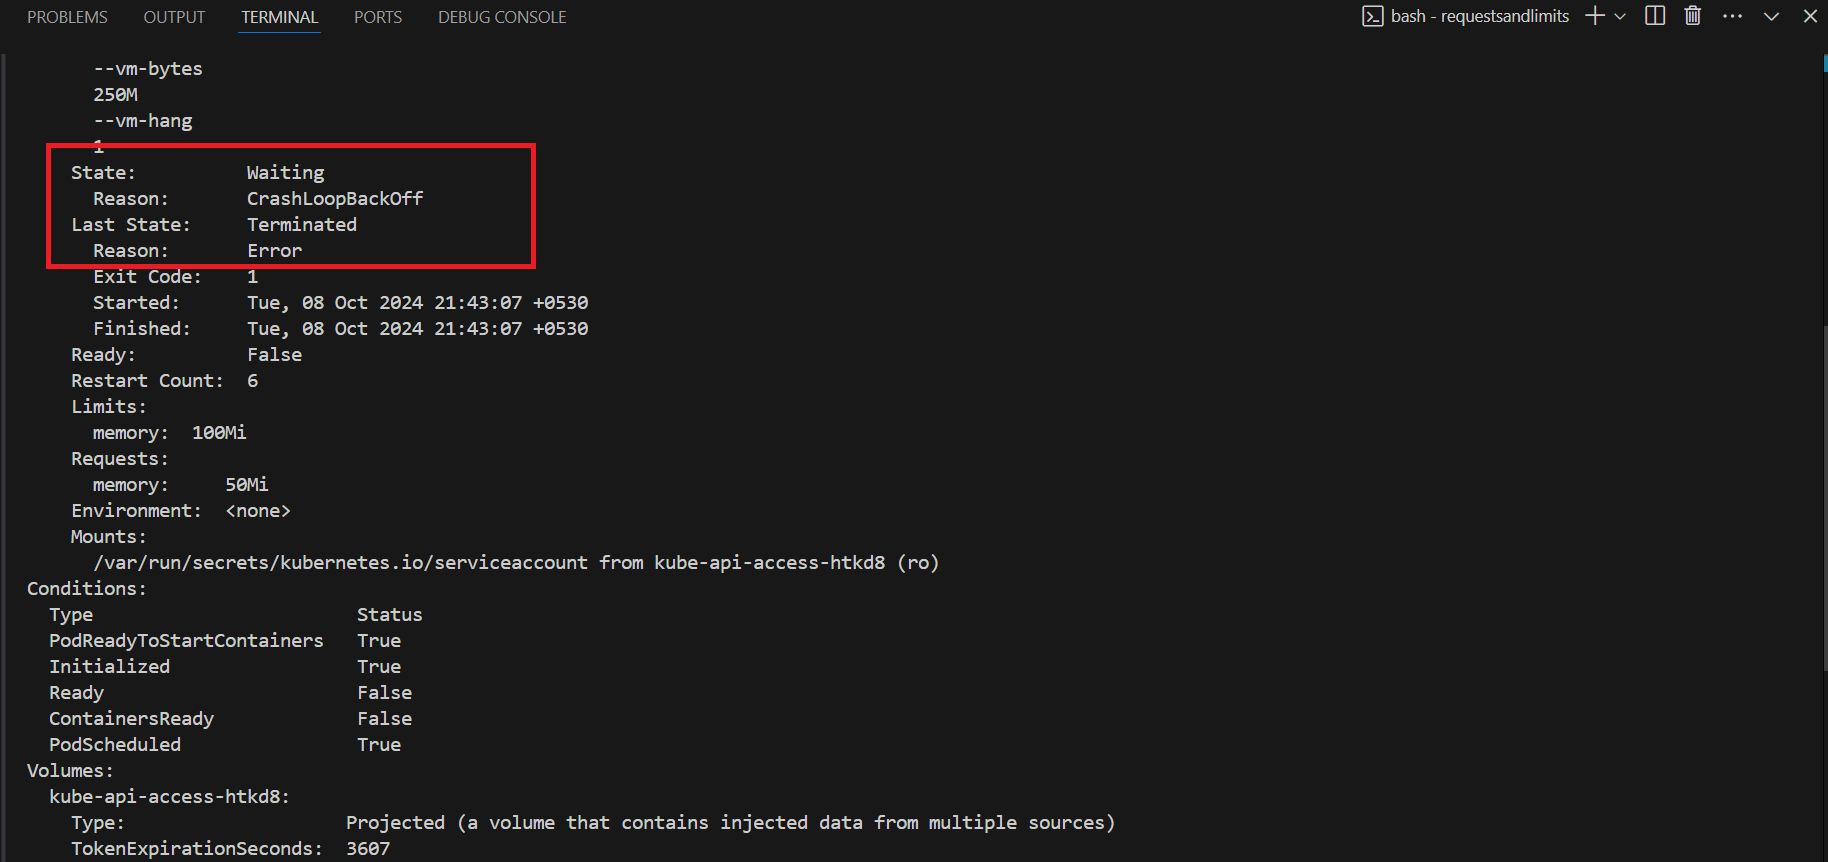 PROBLEMS OUTPUT TERMINAL PORTS DEBUG CONSOLE bash - requestsandlimits
--vm-bytes
250M
--vm-hang
1
State: Waiting
Reason: CrashLoopBackOff
Last State: Terminated
Reason: Error
Exit Code: 1
Started: Tue, 08 Oct 2024 21:43:07 +0530
Finished: Tue, 08 Oct 2024 21:43:07 +0530
Ready: False
Restart Count: 6
Limits:
memory: 100Mi
Requests:
memory: 50Mi
Environment: <none>
Mounts:
/var/run/secrets/kubernetes.io/serviceaccount from kube-api-access-htkd8 (ro)
Conditions:
Type Status
PodReadyToStartContainers True
Initialized True
Ready False
ContainersReady False
PodScheduled True
Volumes:
kube-api-access-htkd8:
Type: Projected (a volume that contains injected data from multiple sources)
TokenExpirationSeconds: 3607